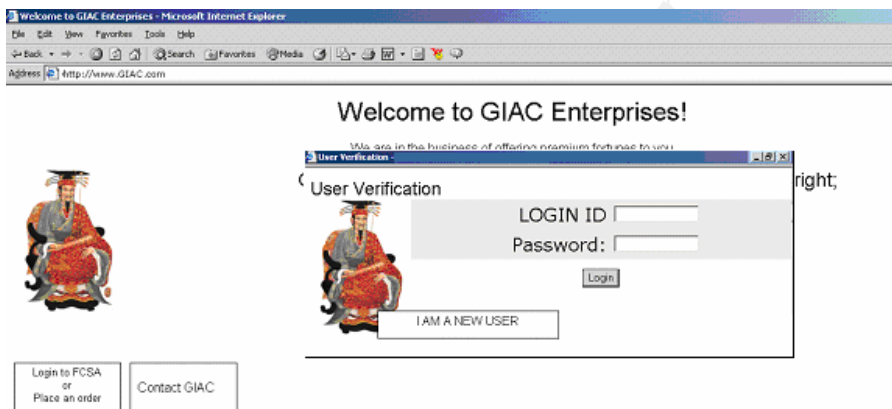 Welcome to GIAC Enterprises - Microsoft Internet Explorer
File Edit View Favorites Tools Help
Back Search Favorites Media
Address http://www.GIAC.com
Welcome to GIAC Enterprises!
We are in the business of offering premium fortunes to you
User Verification -
right;
User Verification
LOGIN ID
Password:
Login
I AM A NEW USER
Login to FCSA
or
Place an order
Contact GIAC